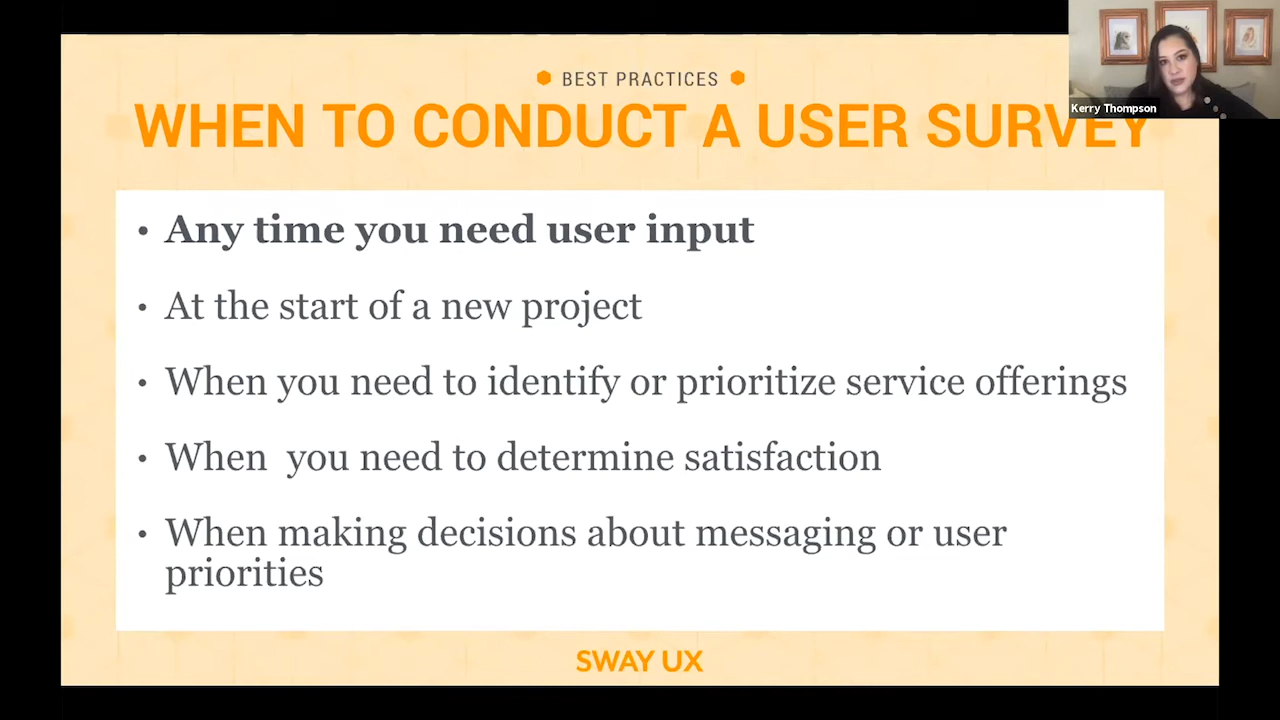 BEST PRACTICES
WHEN TO CONDUCT A USER SURVEY
Kerry Thompson
• Any time you need user input
• At the start of a new project
• When you need to identify or prioritize service offerings
• When  you need to determine satisfaction
• When making decisions about messaging or user
priorities
SWAY UX